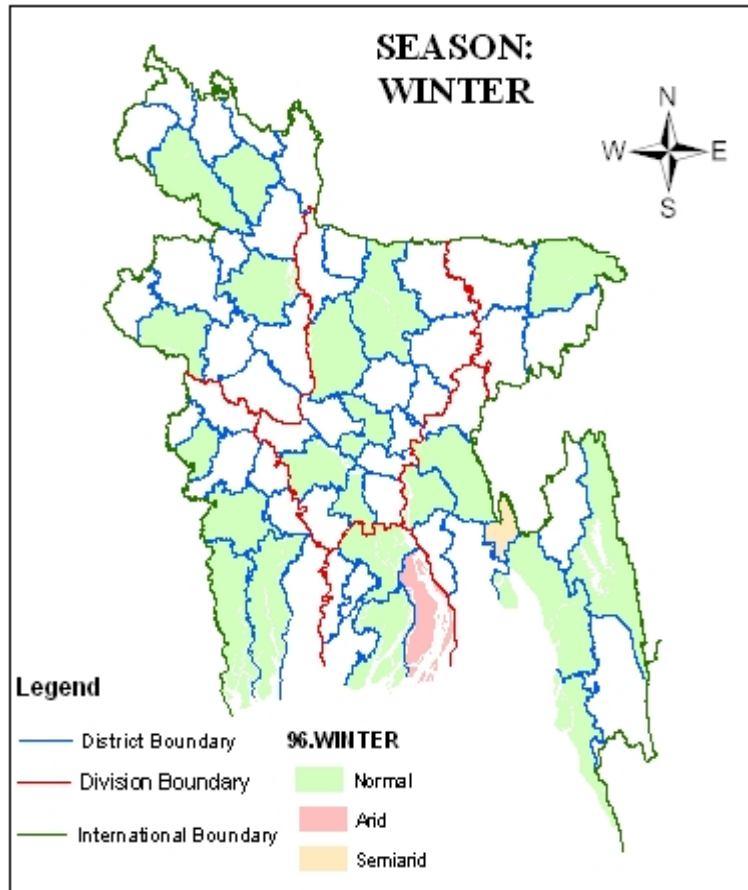 SEASON:
WINTER
N
W E
S
Legend
District Boundary
Division Boundary
International Boundary
96.WINTER
Normal
Arid
Semiarid